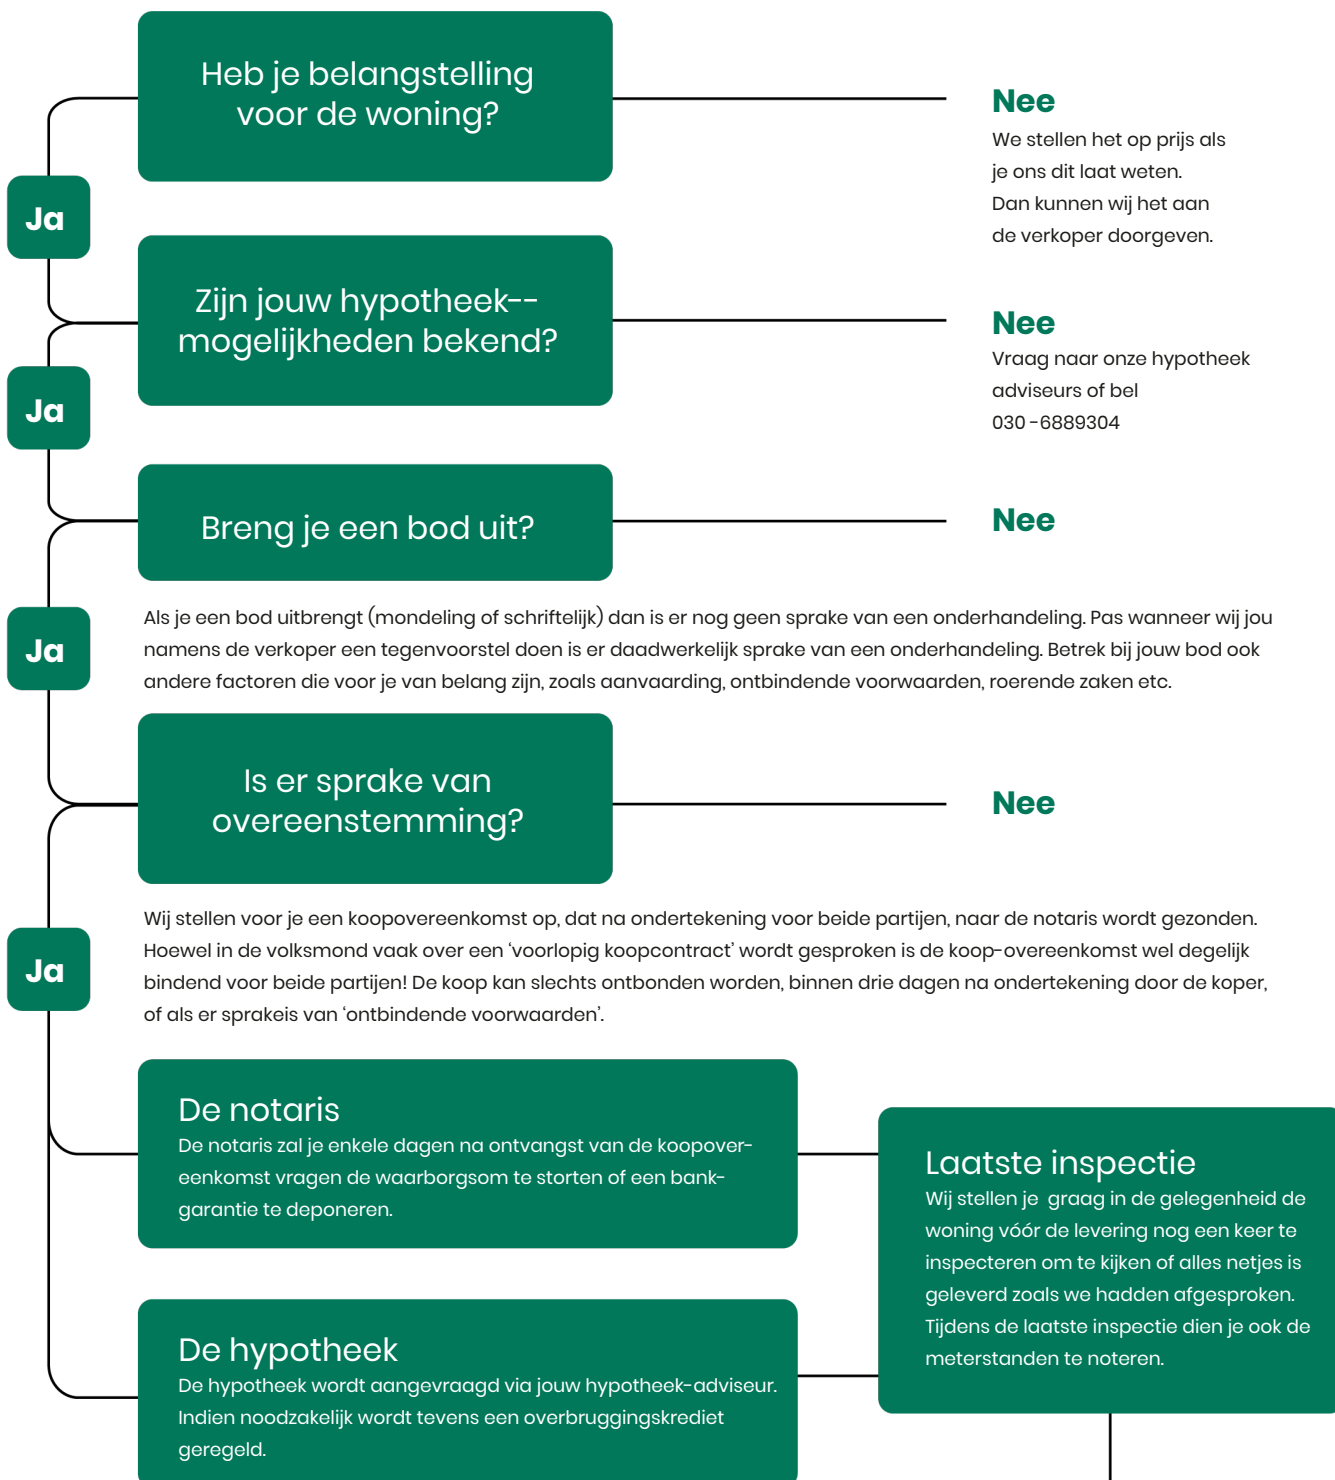 Heb je belangstelling
voor de woning?
Nee
We stellen het op prijs als
je ons dit laat weten.
Dan kunnen wij het aan
de verkoper doorgeven.
Ja
Zijn jouw hypotheek--
mogelijkheden bekend?
Nee
Vraag naar onze hypotheek
adviseurs of bel
030 -6889304
Ja
Breng je een bod uit?
Nee
Ja
Als je een bod uitbrengt (mondeling of schriftelijk) dan is er nog geen sprake van een onderhandeling. Pas wanneer wij jou
namens de verkoper een tegenvoorstel doen is er daadwerkelijk sprake van een onderhandeling. Betrek bij jouw bod ook
andere factoren die voor je van belang zijn, zoals aanvaarding, ontbindende voorwaarden, roerende zaken etc.
Is er sprake van
overeenstemming?
Nee
Ja
Wij stellen voor je een koopovereenkomst op, dat na ondertekening voor beide partijen, naar de notaris wordt gezonden.
Hoewel in de volksmond vaak over een ‘voorlopig koopcontract’ wordt gesproken is de koop-overeenkomst wel degelijk
bindend voor beide partijen! De koop kan slechts ontbonden worden, binnen drie dagen na ondertekening door de koper,
of als er sprakeis van ‘ontbindende voorwaarden’.
De notaris
De notaris zal je enkele dagen na ontvangst van de koopover-
eenkomst vragen de waarborgsom te storten of een bank-
garantie te deponeren.
Laatste inspectie
Wij stellen je  graag in de gelegenheid de
woning vóór de levering nog een keer te
inspecteren om te kijken of alles netjes is
geleverd zoals we hadden afgesproken.
Tijdens de laatste inspectie dien je ook de
meterstanden te noteren.
De hypotheek
De hypotheek wordt aangevraagd via jouw hypotheek-adviseur.
Indien noodzakelijk wordt tevens een overbruggingskrediet
geregeld.